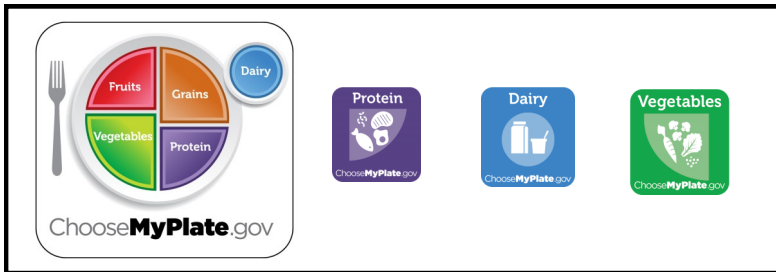 Dairy
Fruits
Grains
Vegetables
Protein
ChooseMyPlate.gov
Protein
ChooseMyPlate.gov
Dairy
ChooseMyPlate.gov
Vegetables
ChooseMyPlate.gov